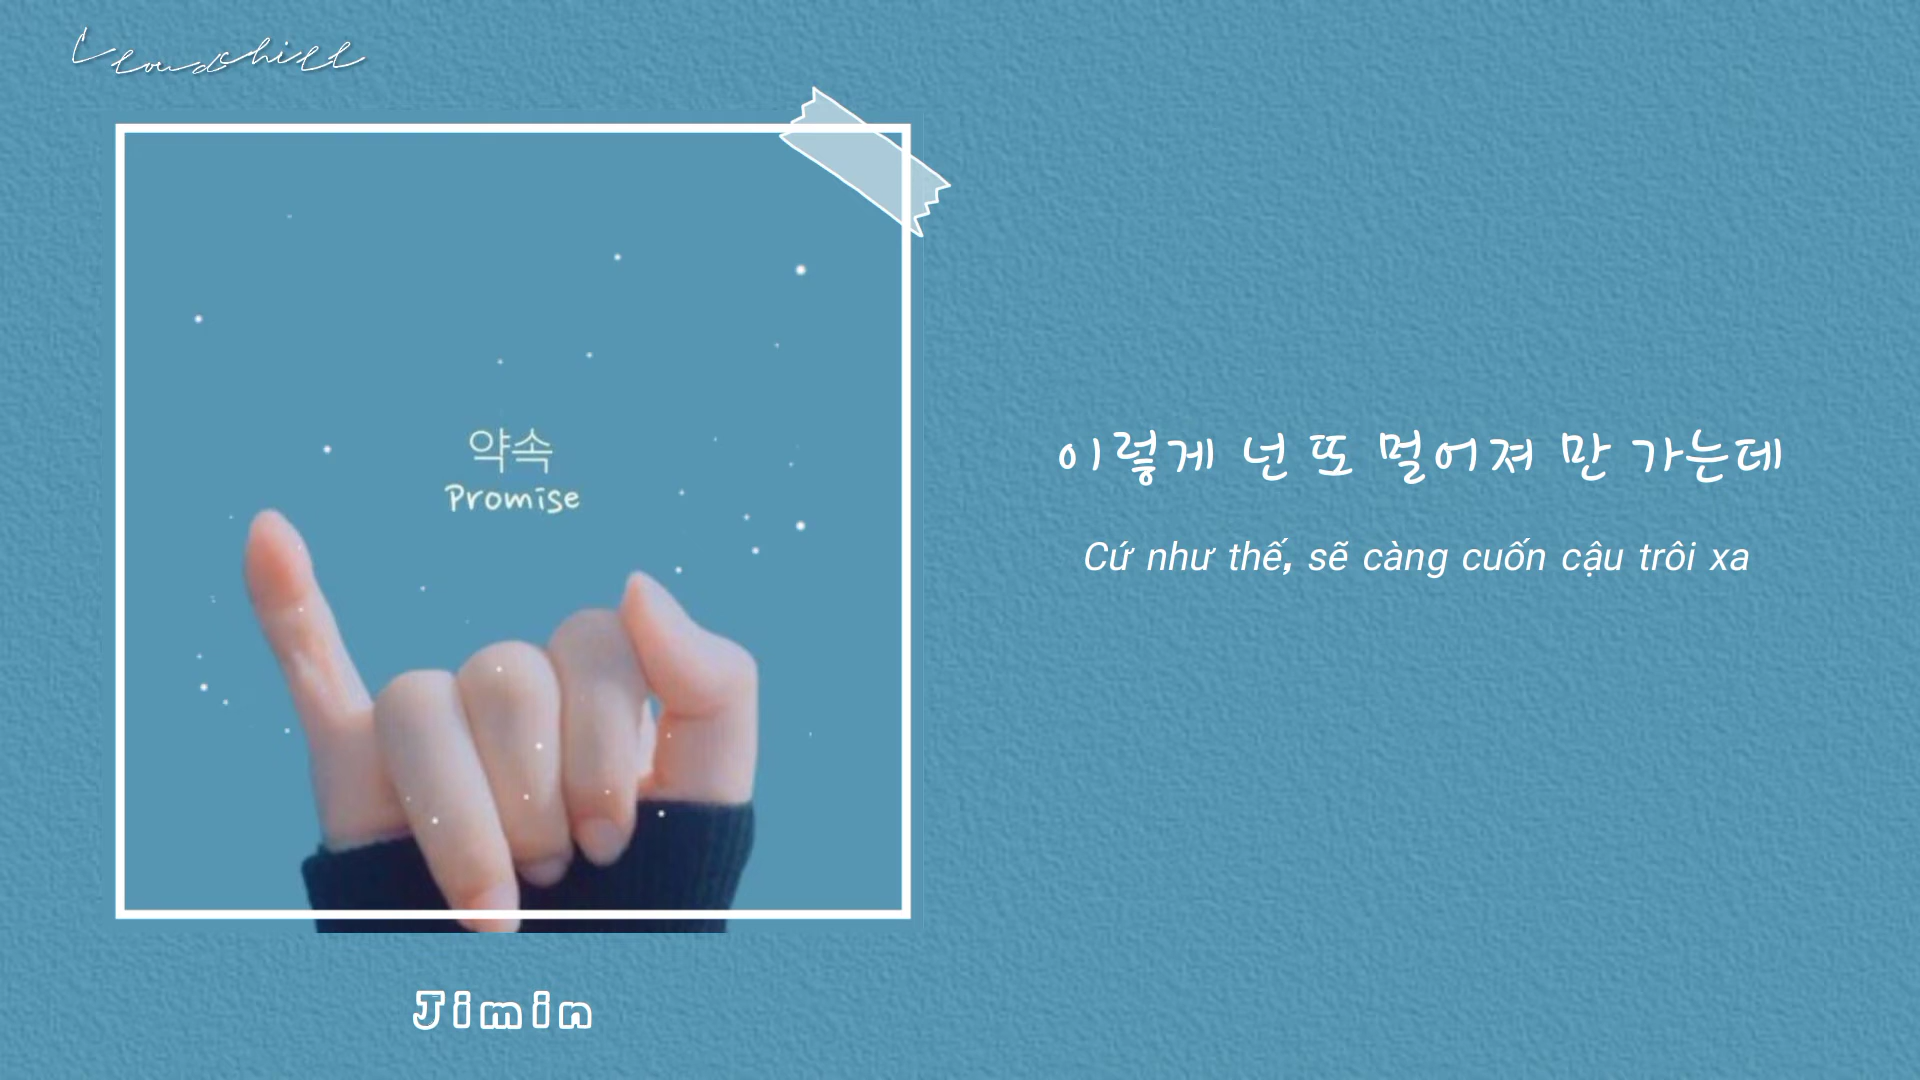 Cloudchill
약속
Promise
이렇게 넌 또 멀어져 만 가는데
Cứ như thế, sẽ càng cuốn cậu trôi xa
Jimin